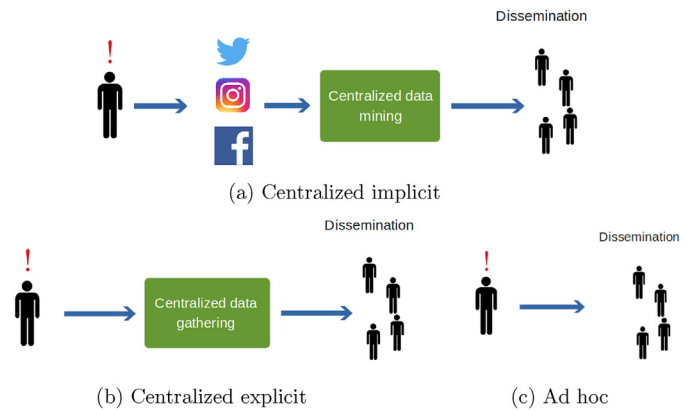 Dissemination
!
Centralized data
mining
(a) Centralized implicit
Dissemination
!
Centralized data
gathering
(b) Centralized explicit
Dissemination
!
(c) Ad hoc